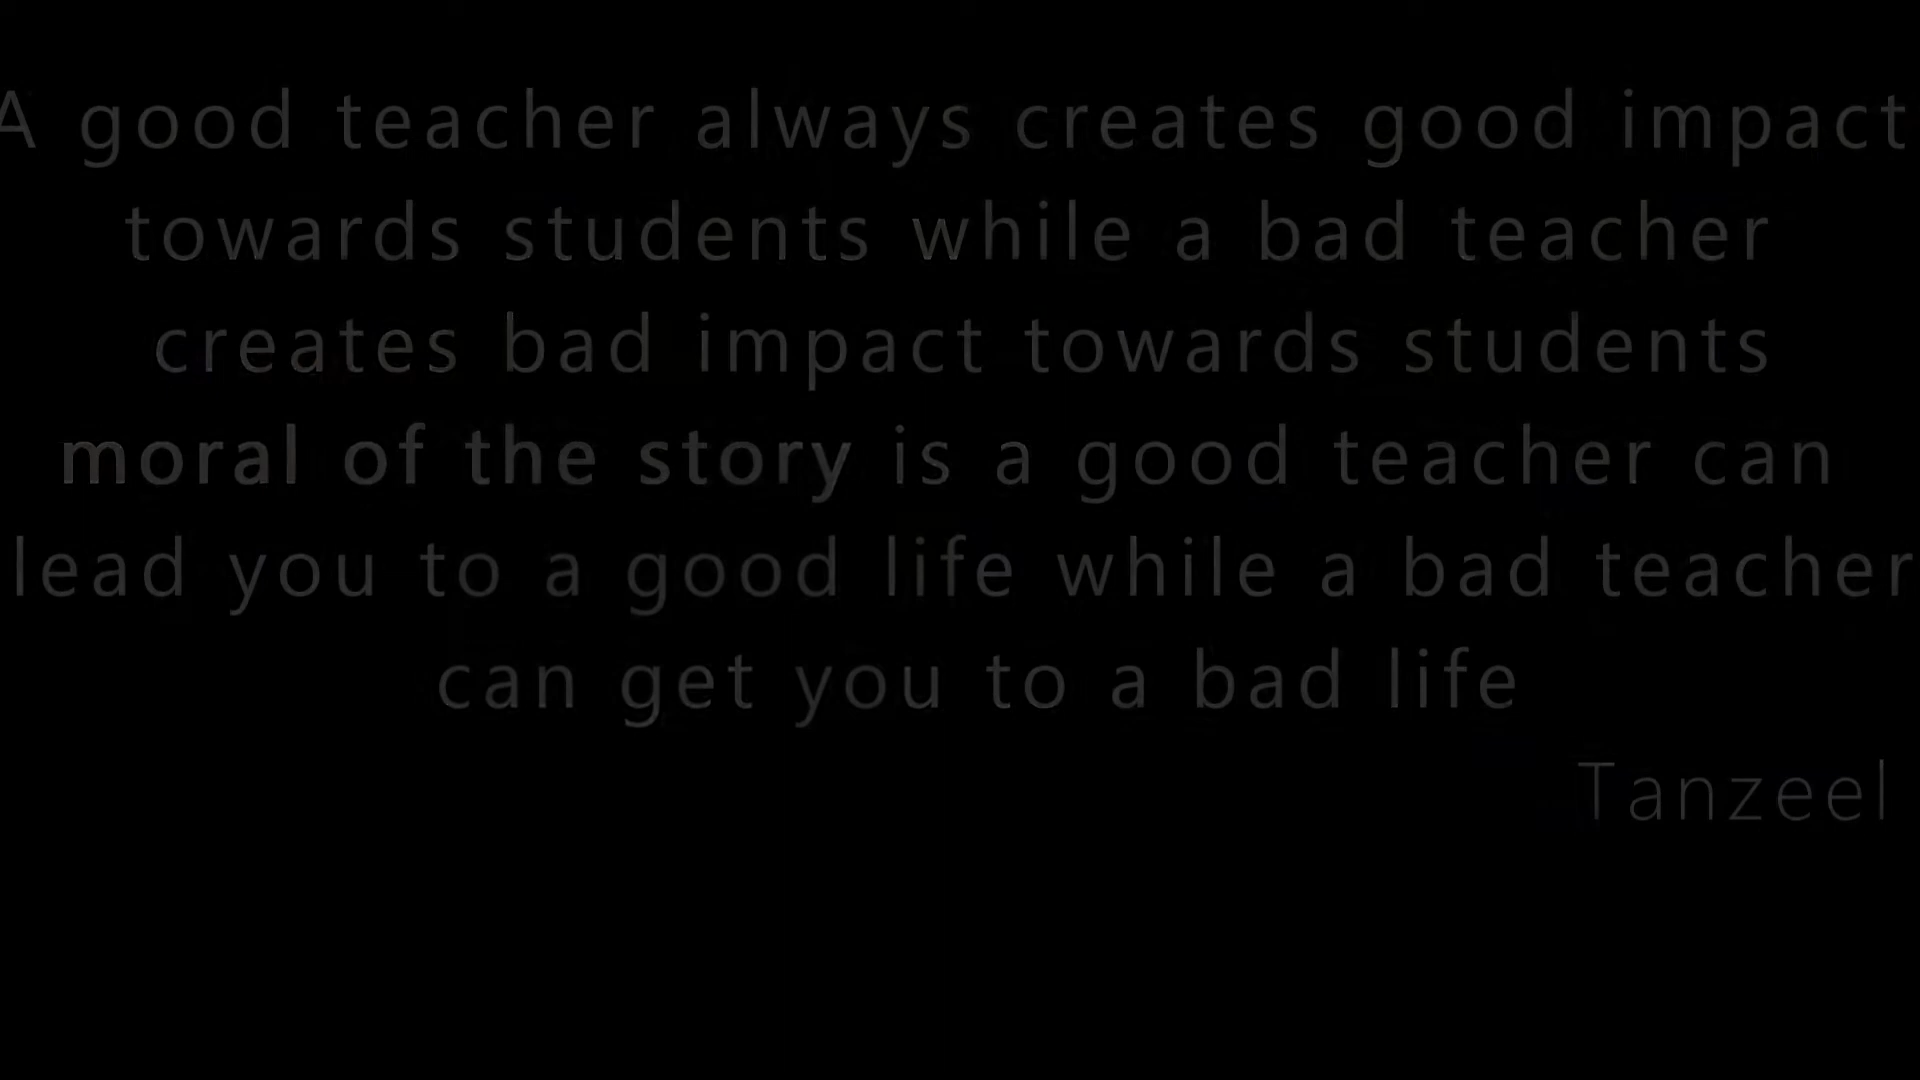 A good teacher always creates good impact
towards students while a bad teacher
creates bad impact towards students
moral of the story is a good teacher can
lead you to a good life while a bad teacher
can get you to a bad life
Tanzeel